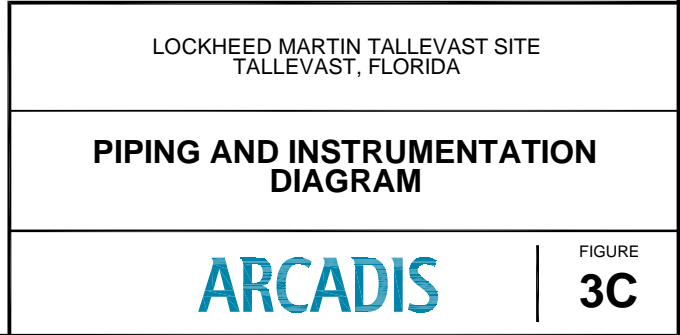 LOCKHEED MARTIN TALLEVAST SITE
TALLEVAST, FLORIDA
PIPING AND INSTRUMENTATION
DIAGRAM
ARCADIS
FIGURE
3C